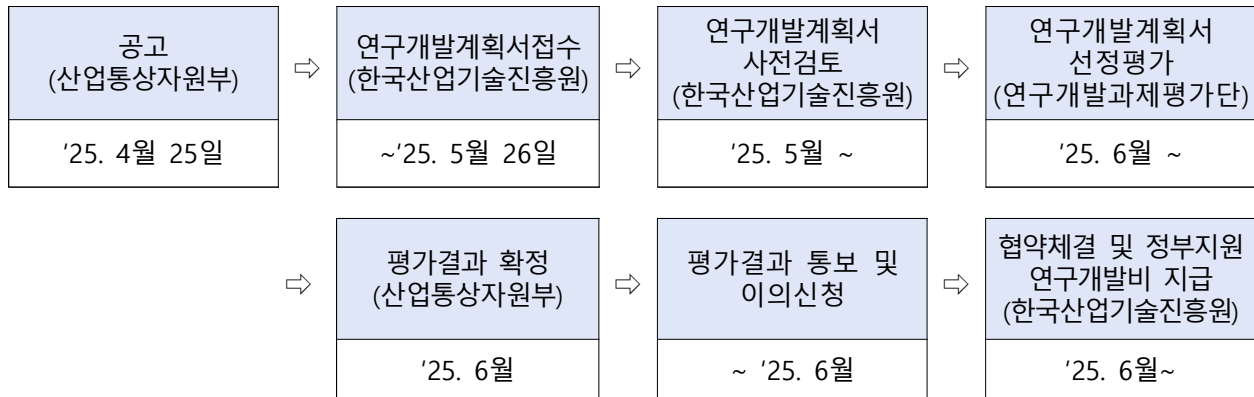 공고
(산업통상자원부)
⇨
연구개발계획서접수
(한국산업기술진흥원)
⇨
연구개발계획서
사전검토
(한국산업기술진흥원)
⇨
연구개발계획서
선정평가
(연구개발과제평가단)
'25. 4월 25일
~'25. 5월 26일
'25. 5월 ~
'25. 6월 ~
⇨
평가결과 확정
(산업통상자원부)
⇨
평가결과 통보 및
이의신청
⇨
협약체결 및 정부지원
연구개발비 지급
(한국산업기술진흥원)
'25. 6월
~ '25. 6월
'25. 6월~